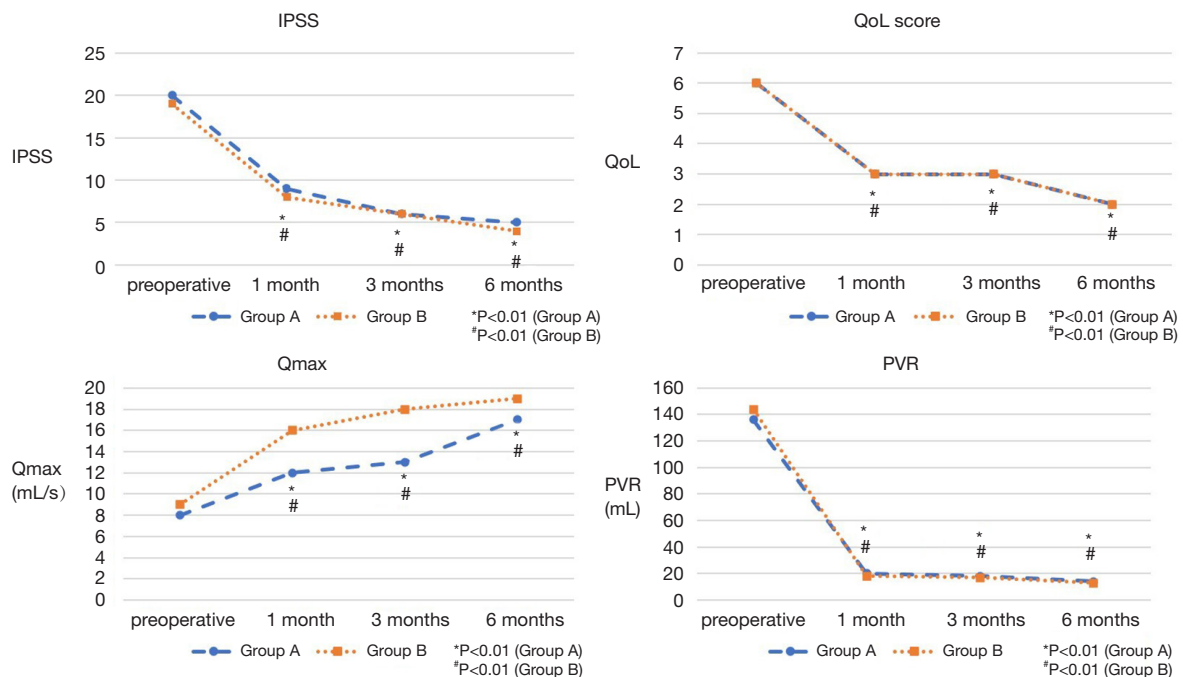 IPSS
25
20
15
10
5
0
IPSS
*
#
*
#
*
#
preoperative 1 month 3 months 6 months
Group A Group B *P<0.01 (Group A)
#P<0.01 (Group B)
QoL score
7
6
5
4
3
2
1
0
QoL
*
#
*
#
*
#
preoperative 1 month 3 months 6 months
Group A Group B *P<0.01 (Group A)
#P<0.01 (Group B)
Qmax
20
18
16
14
12
10
8
6
4
2
0
Qmax
(mL/s)
*
#
*
#
*
#
preoperative 1 month 3 months 6 months
Group A Group B *P<0.01 (Group A)
#P<0.01 (Group B)
PVR
160
140
120
100
80
60
40
20
0
PVR
(mL)
*
#
*
#
*
#
preoperative 1 month 3 months 6 months
Group A Group B *P<0.01 (Group A)
#P<0.01 (Group B)